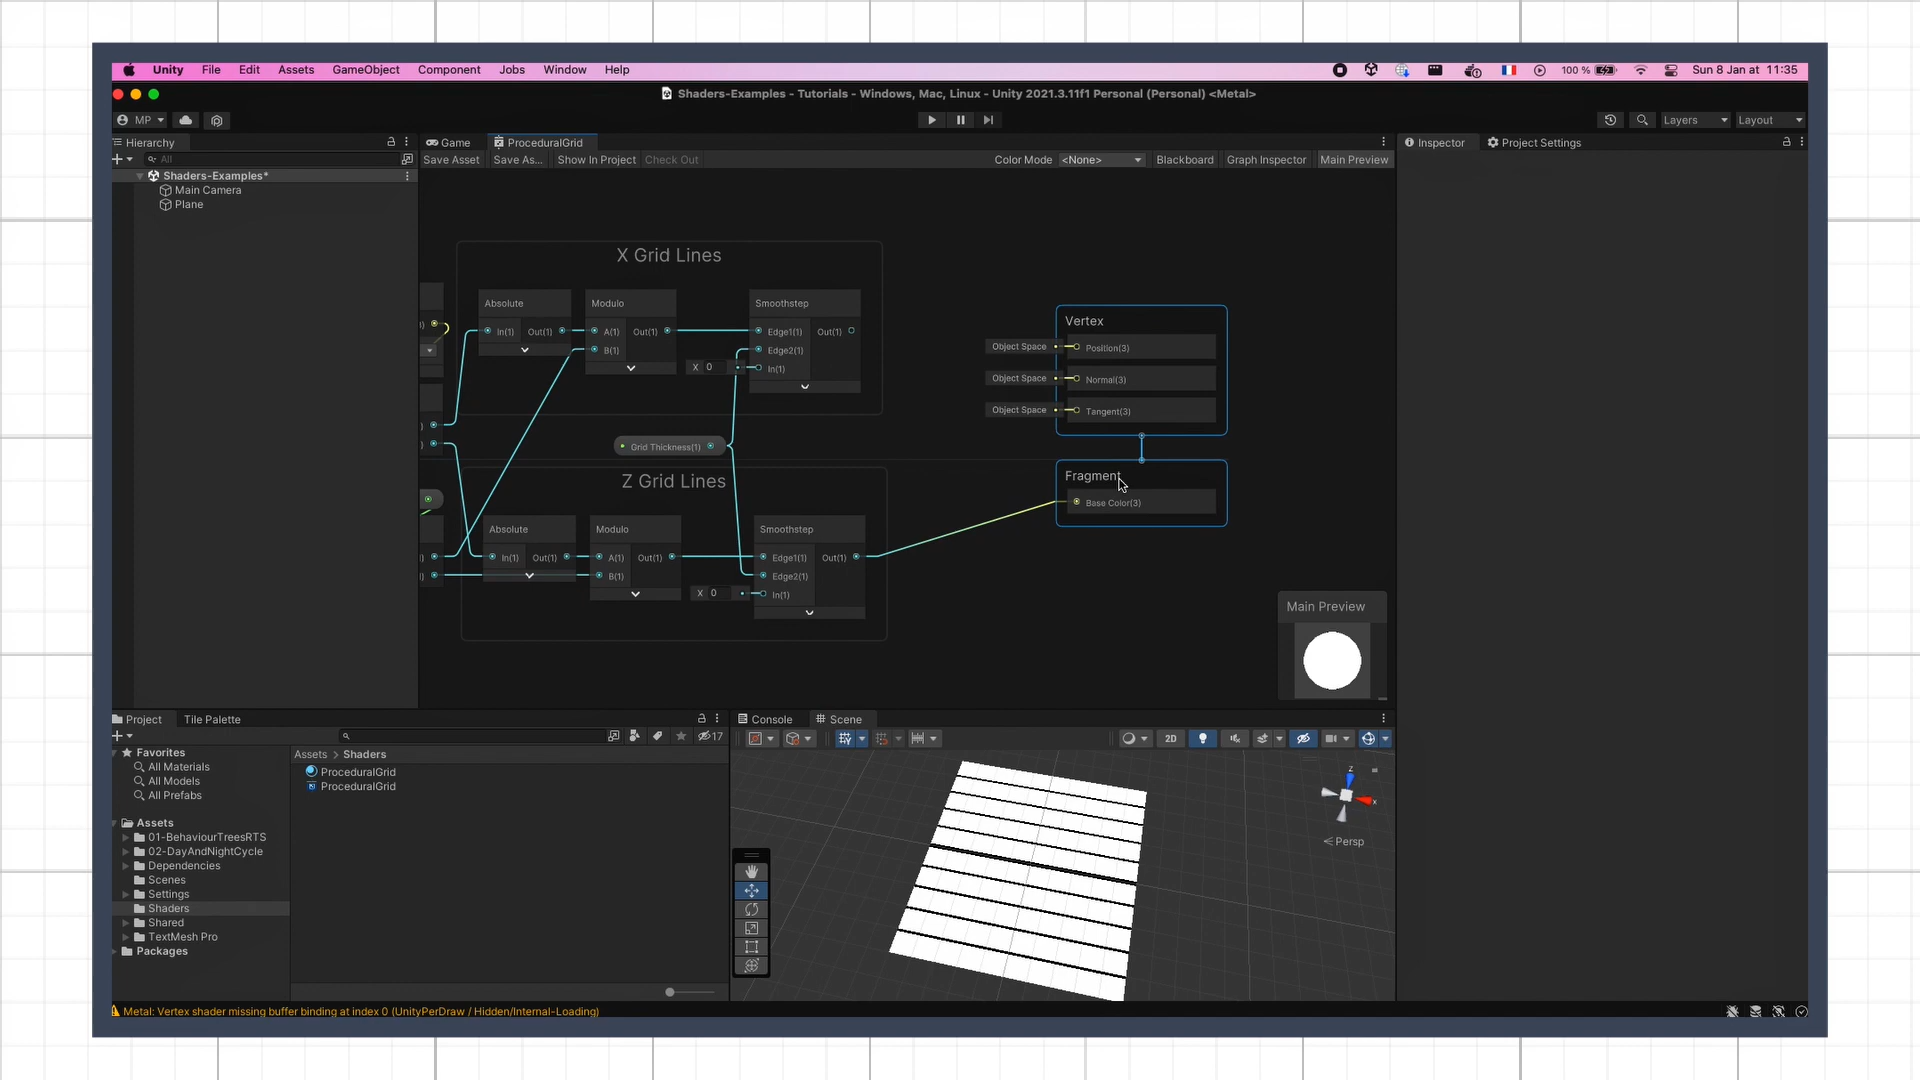 Unity File Edit Assets GameObject Component Jobs Window Help
100 % Sun 8 Jan at 11:35
Shaders-Examples - Tutorials - Windows, Mac, Linux - Unity 2021.3.11f1 Personal (Personal) <Metal>
MP
Layers Layout
Hierarchy
All
Shaders-Examples*
Main Camera
Plane
Game ProceduralGrid
Save Asset Save As... Show In Project Check Out
Color Mode <None> Blackboard Graph Inspector Main Preview
Inspector Project Settings
X Grid Lines
Absolute
In(1) Out(1)
Modulo
A(1) Out(1)
B(1)
Smoothstep
Edge1(1) Out(1)
Edge2(1)
X 0 In(1)
Grid Thickness(1)
Z Grid Lines
Absolute
In(1) Out(1)
Modulo
A(1) Out(1)
B(1)
Smoothstep
Edge1(1) Out(1)
Edge2(1)
X 0 In(1)
Vertex
Object Space Position(3)
Object Space Normal(3)
Object Space Tangent(3)
Fragment
Base Color(3)
Main Preview
Project Tile Palette
17
Favorites
All Materials
All Models
All Prefabs
Assets
01-BehaviourTreesRTS
02-DayAndNightCycle
Dependencies
Scenes
Settings
Shaders
Shared
TextMesh Pro
Packages
Assets > Shaders
ProceduralGrid
ProceduralGrid
Console Scene
2D
z
x
< Persp
Metal: Vertex shader missing buffer binding at index 0 (UnityPerDraw / Hidden/Internal-Loading)